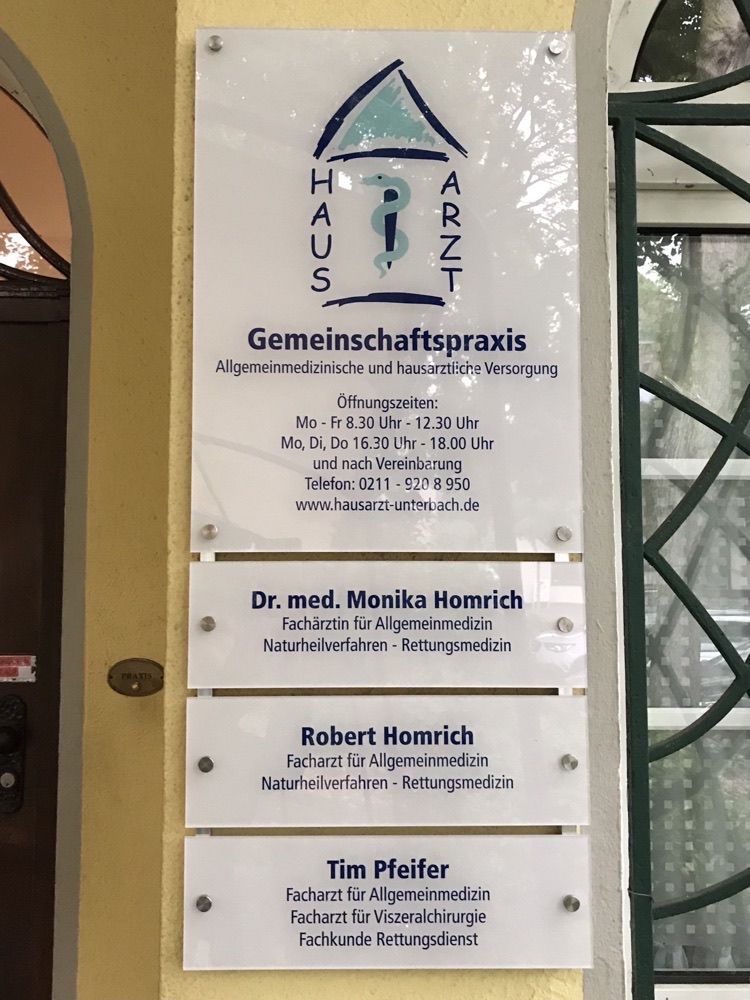 HAUS ARZT
Gemeinschaftspraxis
Allgemeinmedizinische und hausärztliche Versorgung
Öffnungszeiten:
Mo - Fr 8.30 Uhr - 12.30 Uhr
Mo, Di, Do 16.30 Uhr - 18.00 Uhr
und nach Vereinbarung
Telefon: 0211 - 920 8 950
www.hausarzt-unterbach.de
Dr. med. Monika Homrich
Fachärztin für Allgemeinmedizin
Naturheilverfahren - Rettungsmedizin
PRAXIS
Robert Homrich
Facharzt für Allgemeinmedizin
Naturheilverfahren - Rettungsmedizin
Tim Pfeifer
Facharzt für Allgemeinmedizin
Facharzt für Viszeralchirurgie
Fachkunde Rettungsdienst